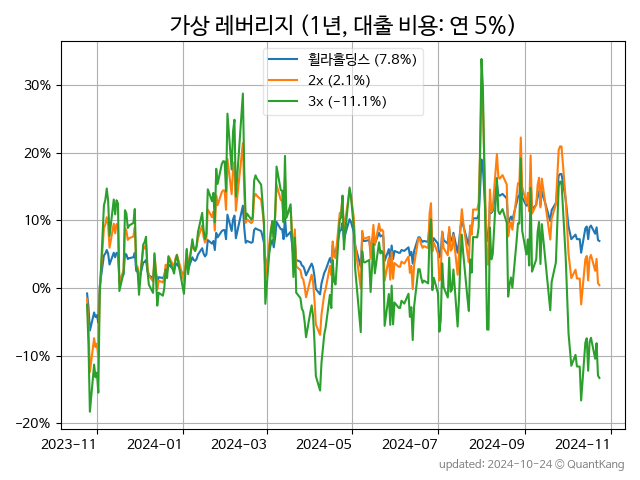 가상 레버리지 (1년, 대출 비용: 연 5%)
휠라홀딩스 (7.8%)
2x (2.1%)
3x (-11.1%)
30%
20%
10%
0%
-10%
-20%
2023-11
2024-01
2024-03
2024-05
2024-07
2024-09
2024-11
updated: 2024-10-24 © QuantKang